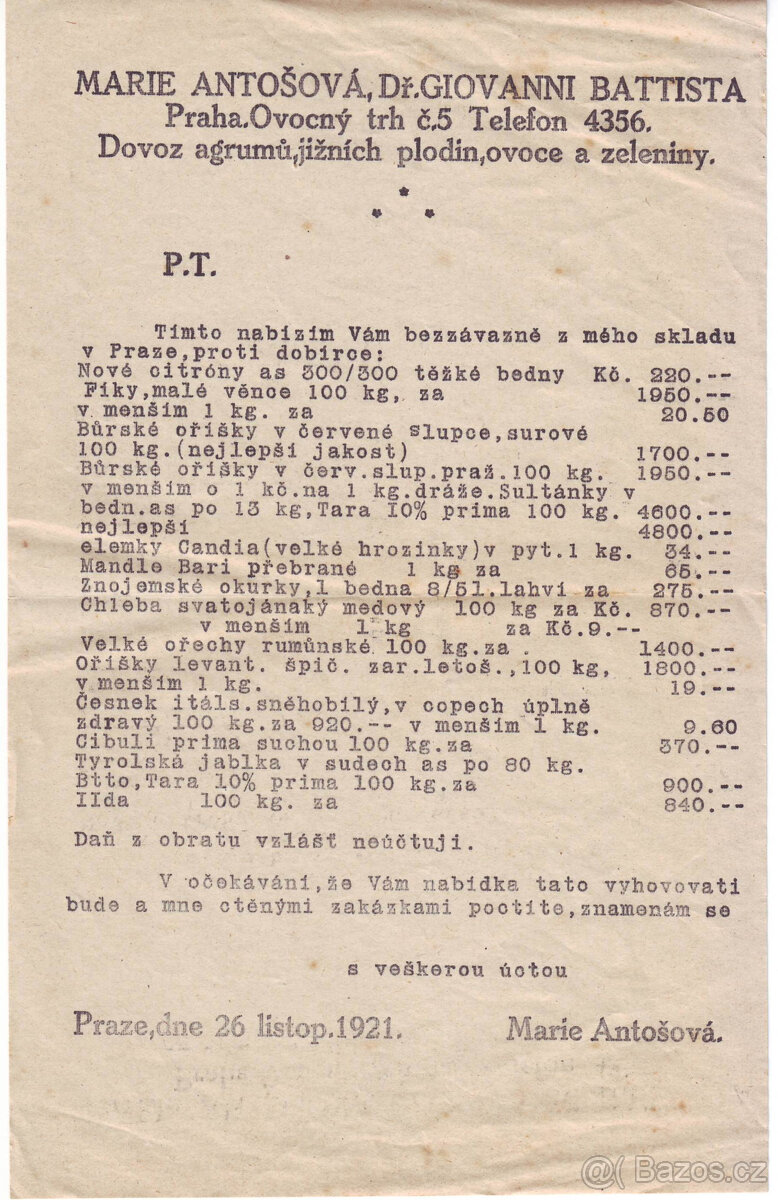 MARIE ANTOŠOVÁ, Dř. GIOVANNI BATTISTA
Praha.Ovocný trh č.5 Telefon 4356.
Dovoz agrumů,jižních plodin,ovoce a zeleniny.
P.T.
Tímto nabízím Vám bezzávazně z mého skladu
v Praze,proti dobírce:
Nové citróny as 300/300 těžké bedny Kč. 220.--
Fíky,malé věnce 100 kg, za 1950.--
v menším 1 kg. za 20.50
Bůrské oříšky v červené slupce,surové
100 kg.(nejlepší jakost) 1700.--
Bůrské oříšky v červ.slup.praž.100 kg. 1950.--
v menším o 1 kč.na 1 kg.dráže.Sultánky v
bedn.as po 13 kg,Tara 10% prima 100 kg. 4600.--
nejlepší 4800.--
elemky Candia(velké hrozinky)v pyt.1 kg. 34.--
Mandle Bari přebrané 1 kg za 65.--
Znojemské okurky,1 bedna 8/5l.lahví za 275.--
Chleba svatojánaký medový 100 kg za Kč. 870.--
v menším 1 kg za Kč.9.--
Velké ořechy rumůnské 100 kg.za . 1400.--
Oříšky levant. špič. zar.letoš.,100 kg, 1800.--
v menším 1 kg. 19.--
Česnek itáls.sněhobílý,v copech úplně
zdravý 100 kg.za 920.-- v menším 1 kg. 9.60
Cibuli prima suchou 100 kg.za 370.--
Tyrolská jablka v sudech as po 80 kg.
Btto,Tara 10% prima 100 kg.za 900.--
IIda 100 kg. za 840.--
Daň z obratu vzlášť neúčtuji.
V očekávání,že Vám nabídka tato vyhovovati
bude a mne ctěnými zakázkami poctíte,znamenám se
s veškerou úctou
Praze,dne 26 listop.1921. Marie Antošová.
@( Bazos.cz